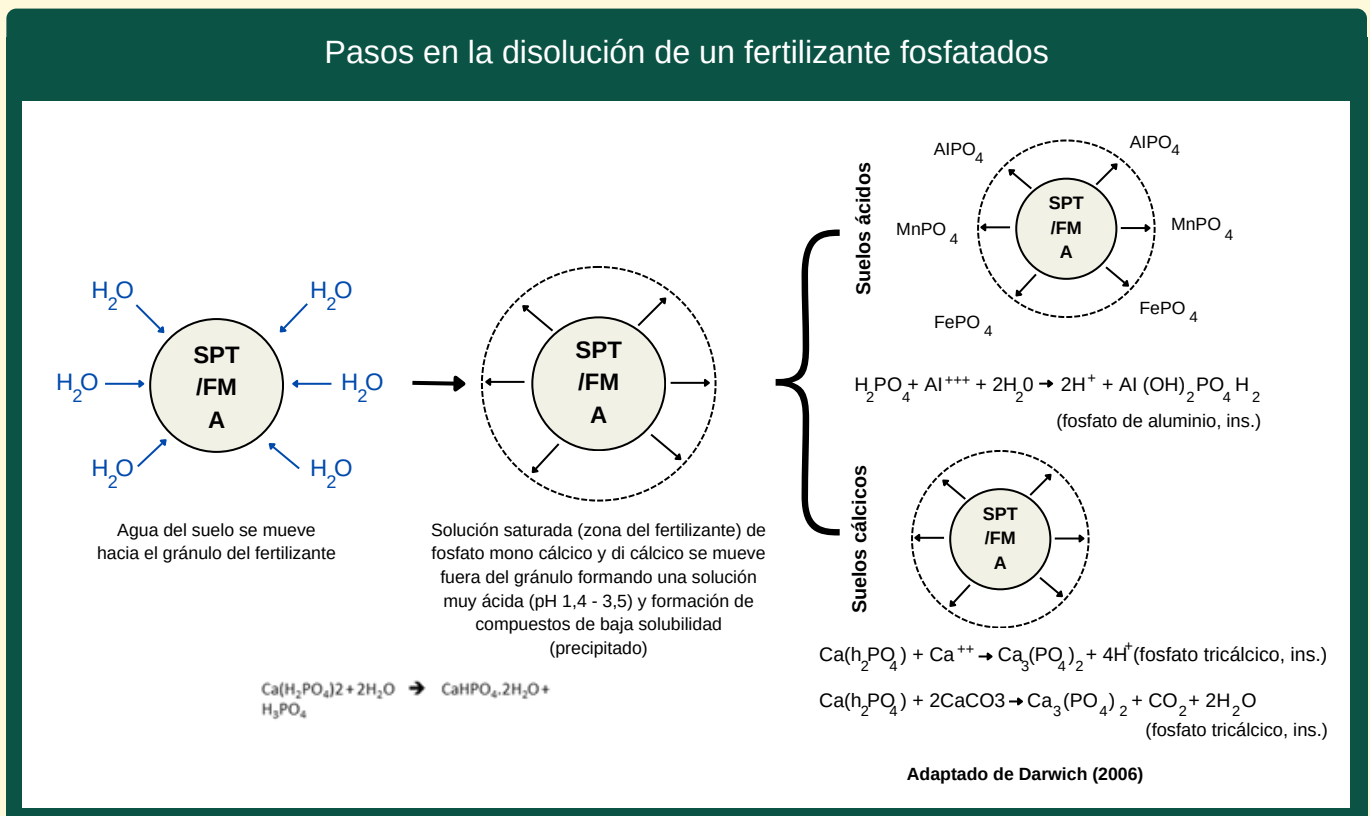 Pasos en la disolución de un fertilizante fosfatados
H2O
H2O
H2O
H2O
H2O
H2O
SPT
/FM
A
Agua del suelo se mueve
hacia el gránulo del fertilizante
SPT
/FM
A
Solución saturada (zona del fertilizante) de
fosfato mono cálcico y di cálcico se mueve
fuera del gránulo formando una solución
muy ácida (pH 1,4 - 3,5) y formación de
compuestos de baja solubilidad
(precipitado)
Ca(H2PO4)2+2H2O ➔ CaHPO4.2H2O+
H3PO4
Suelos ácidos
AlPO4
AlPO4
MnPO4
MnPO4
FePO4
FePO4
SPT
/FM
A
H2PO4+ Al+++ + 2H20 → 2H+ + Al (OH)2PO4 H2
(fosfato de aluminio, ins.)
Suelos cálcicos
SPT
/FM
A
Ca(h2PO4) + Ca++ → Ca3(PO4)2 + 4H+(fosfato tricálcico, ins.)
Ca(h2PO4) + 2CaCO3 → Ca3(PO4)2 + CO2 + 2H2O
(fosfato tricálcico, ins.)
Adaptado de Darwich (2006)